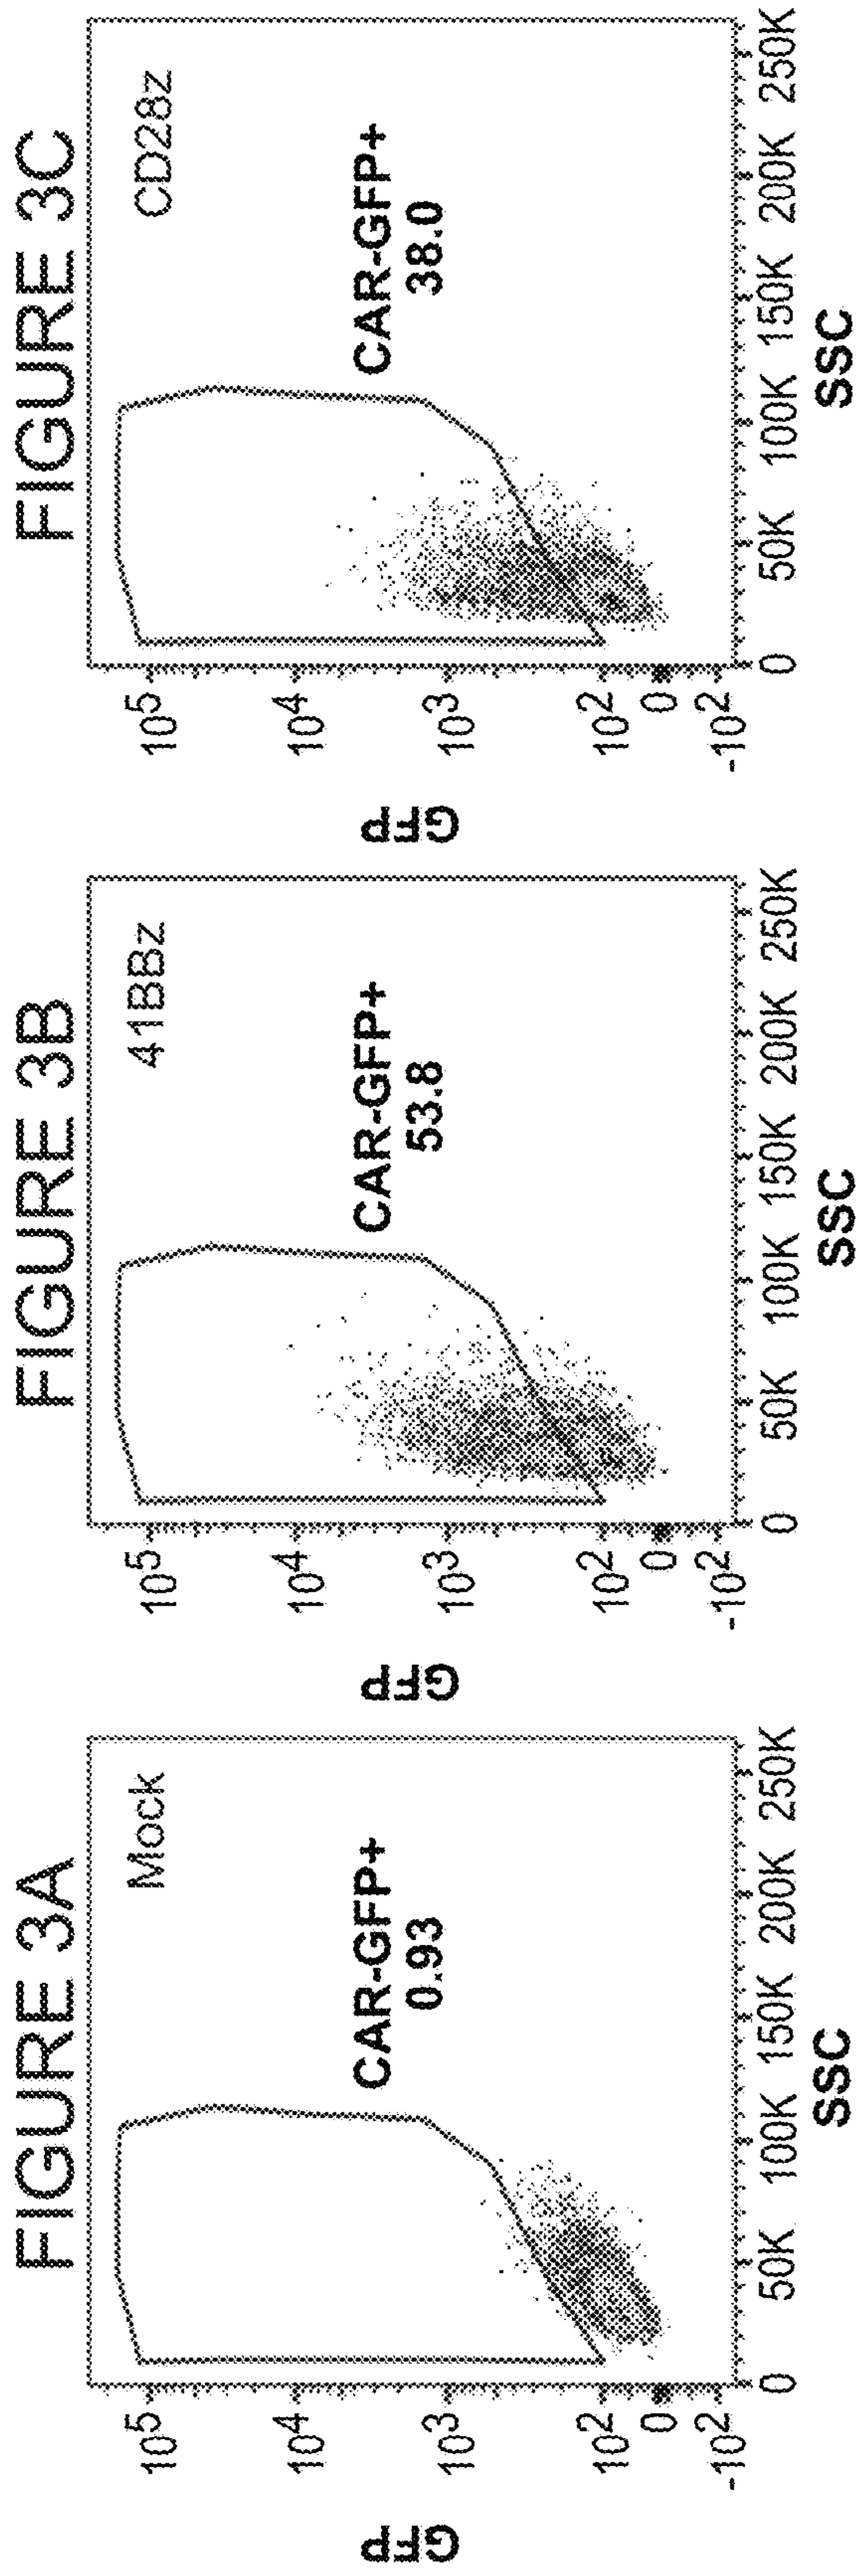 FIGURE 3A
Mock
CAR-GFP+
0.93
GFP
10⁵
10⁴
10³
10²
0
-10²
0 50K 100K 150K 200K 250K
SSC
FIGURE 3B
41BBz
CAR-GFP+
53.8
GFP
10⁵
10⁴
10³
10²
0
-10²
0 50K 100K 150K 200K 250K
SSC
FIGURE 3C
CD28z
CAR-GFP+
38.0
GFP
10⁵
10⁴
10³
10²
0
-10²
0 50K 100K 150K 200K 250K
SSC